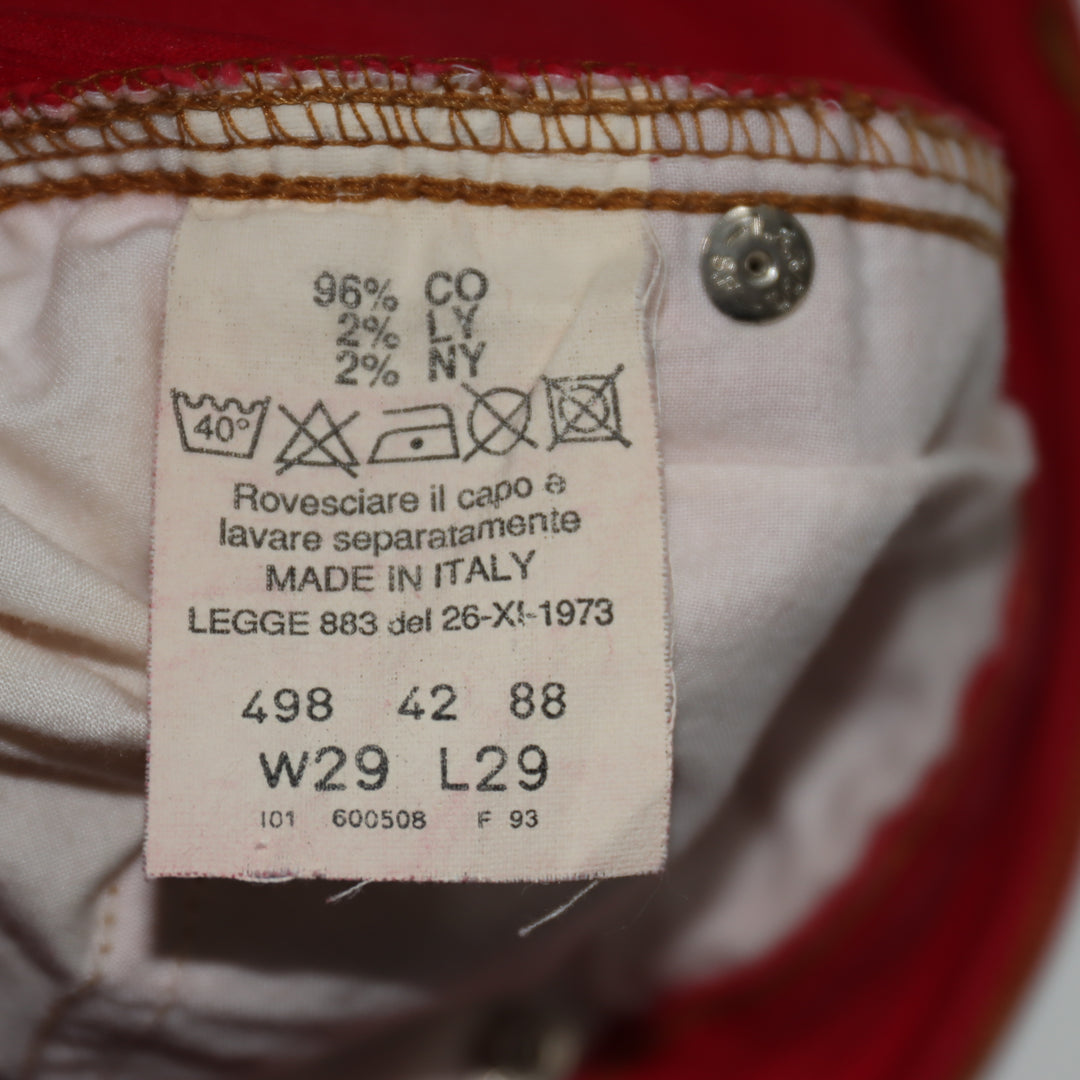 96% CO
2% LY
2% NY
40°
Rovesciare il capo e
lavare separatamente
MADE IN ITALY
LEGGE 883 del 26-XI-1973
498 42 88
W29 L29
I01 600508 F 93